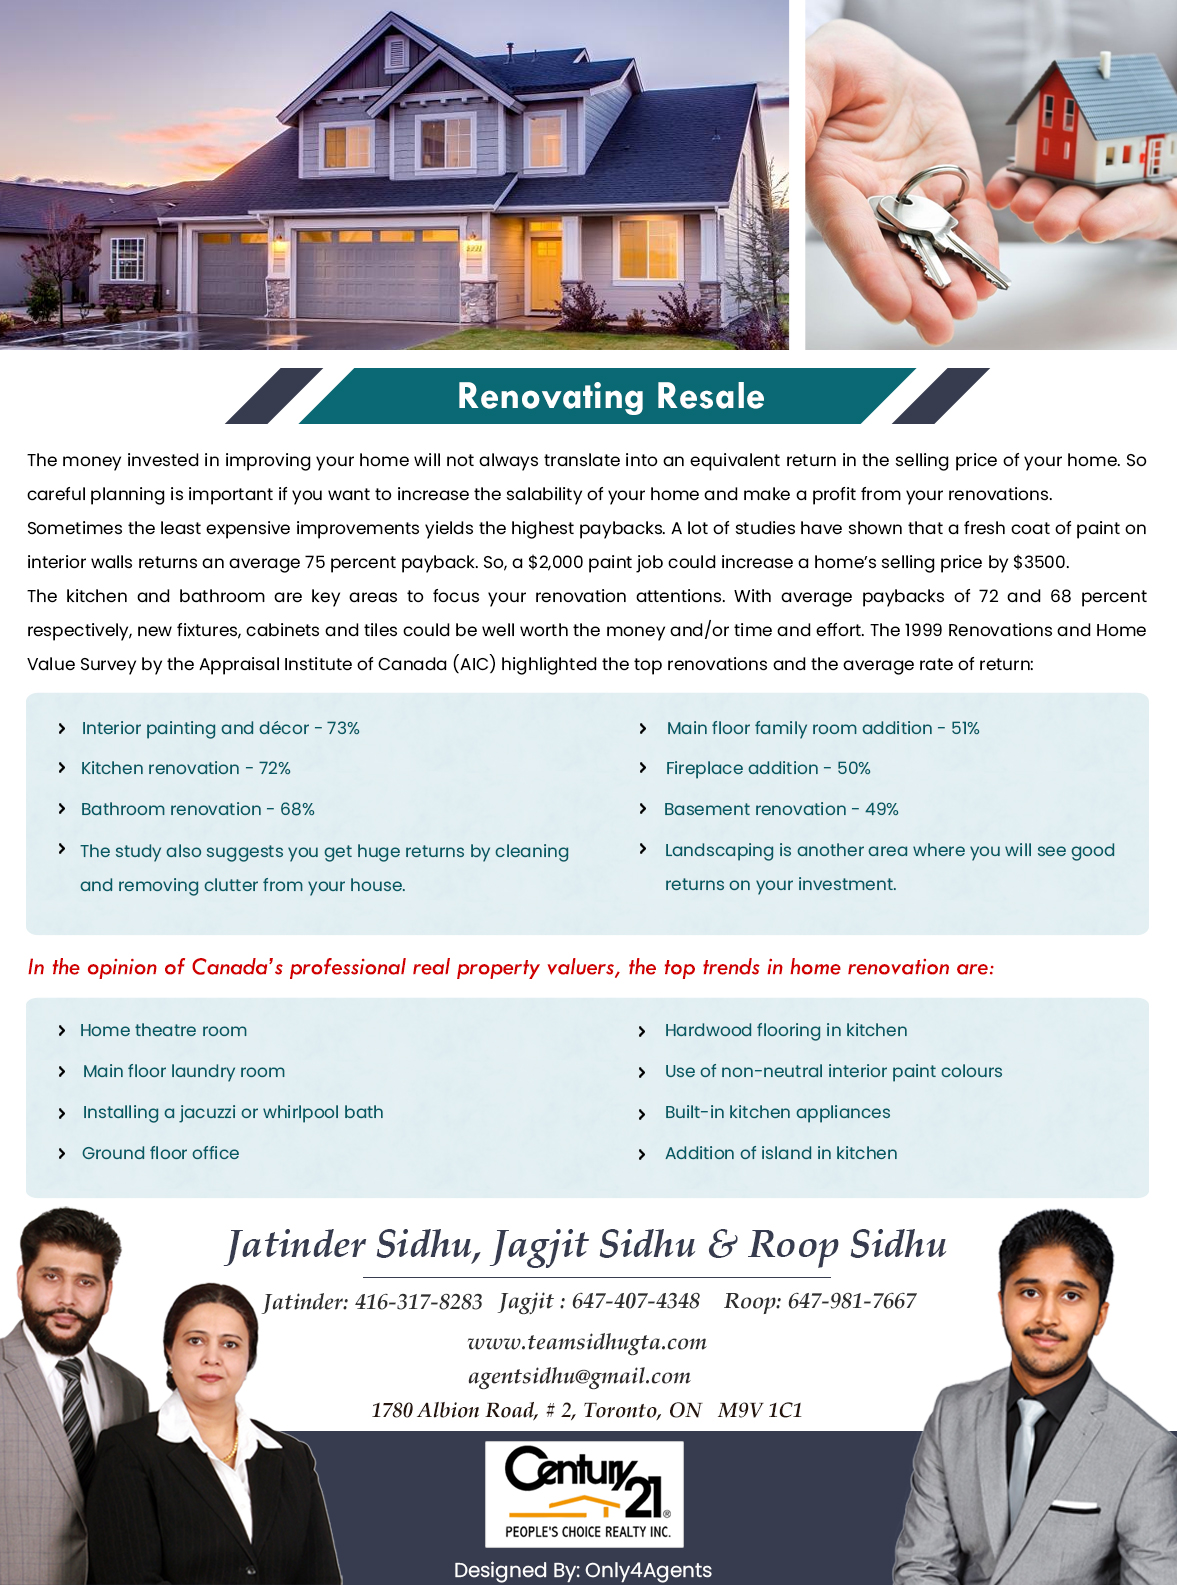 Renovating Resale
The money invested in improving your home will not always translate into an equivalent return in the selling price of your home. So
careful planning is important if you want to increase the salability of your home and make a profit from your renovations.
Sometimes the least expensive improvements yields the highest paybacks. A lot of studies have shown that a fresh coat of paint on
interior walls returns an average 75 percent payback. So, a $2,000 paint job could increase a home’s selling price by $3500.
The kitchen and bathroom are key areas to focus your renovation attentions. With average paybacks of 72 and 68 percent
respectively, new fixtures, cabinets and tiles could be well worth the money and/or time and effort. The 1999 Renovations and Home
Value Survey by the Appraisal Institute of Canada (AIC) highlighted the top renovations and the average rate of return:
Interior painting and décor - 73%
Kitchen renovation - 72%
Bathroom renovation - 68%
The study also suggests you get huge returns by cleaning
and removing clutter from your house.
Main floor family room addition - 51%
Fireplace addition - 50%
Basement renovation - 49%
Landscaping is another area where you will see good
returns on your investment.
In the opinion of Canada’s professional real property valuers, the top trends in home renovation are:
Home theatre room
Main floor laundry room
Installing a jacuzzi or whirlpool bath
Ground floor office
Hardwood flooring in kitchen
Use of non-neutral interior paint colours
Built-in kitchen appliances
Addition of island in kitchen
Jatinder Sidhu, Jagjit Sidhu & Roop Sidhu
Jatinder: 416-317-8283 Jagjit : 647-407-4348 Roop: 647-981-7667
www.teamsidhugta.com
agentsidhu@gmail.com
1780 Albion Road, # 2, Toronto, ON M9V 1C1
Century 21®
PEOPLE'S CHOICE REALTY INC.
Designed By: Only4Agents